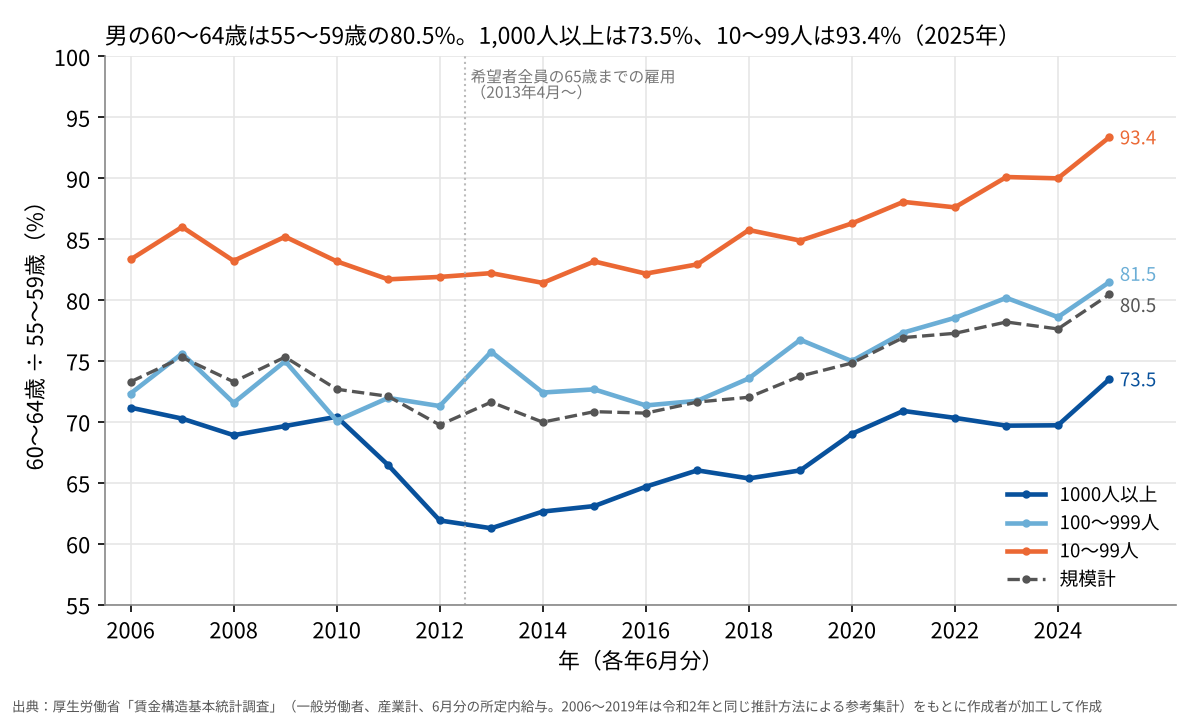 男の60〜64歳は55〜59歳の80.5%。1,000人以上は73.5%、10〜99人は93.4%（2025年）
100
95
90
85
80
75
70
65
60
55
60〜64歳 ÷ 55〜59歳（%）
希望者全員の65歳までの雇用
（2013年4月〜）
93.4
81.5
80.5
73.5
1000人以上
100〜999人
10〜99人
規模計
2006
2008
2010
2012
2014
2016
2018
2020
2022
2024
年（各年6月分）
出典：厚生労働省「賃金構造基本統計調査」（一般労働者、産業計、6月分の所定内給与。2006〜2019年は令和2年と同じ推計方法による参考集計）をもとに作成者が加工して作成